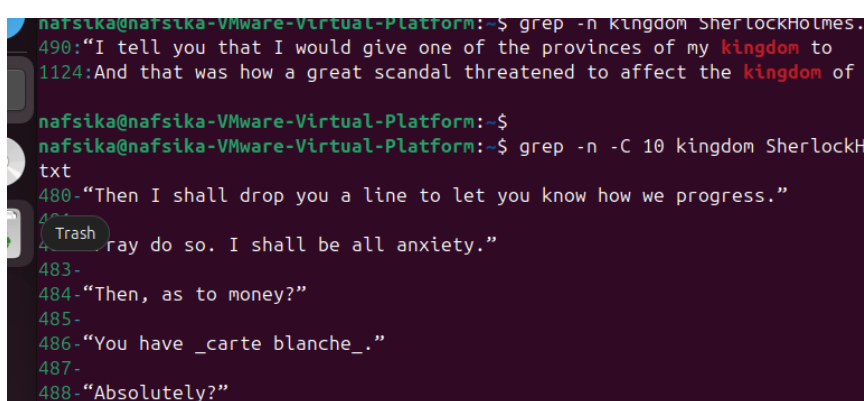 nafsika@nafsika-VMware-Virtual-Platform:~$ grep -n kingdom SherlockHolmes.
490:“I tell you that I would give one of the provinces of my kingdom to
1124:And that was how a great scandal threatened to affect the kingdom of
nafsika@nafsika-VMware-Virtual-Platform:~$
nafsika@nafsika-VMware-Virtual-Platform:~$ grep -n -C 10 kingdom SherlockH
txt
480-“Then I shall drop you a line to let you know how we progress.”
Trash
ray do so. I shall be all anxiety.”
483-
484-“Then, as to money?”
485-
486-“You have _carte blanche_.”
487-
488-“Absolutely?”